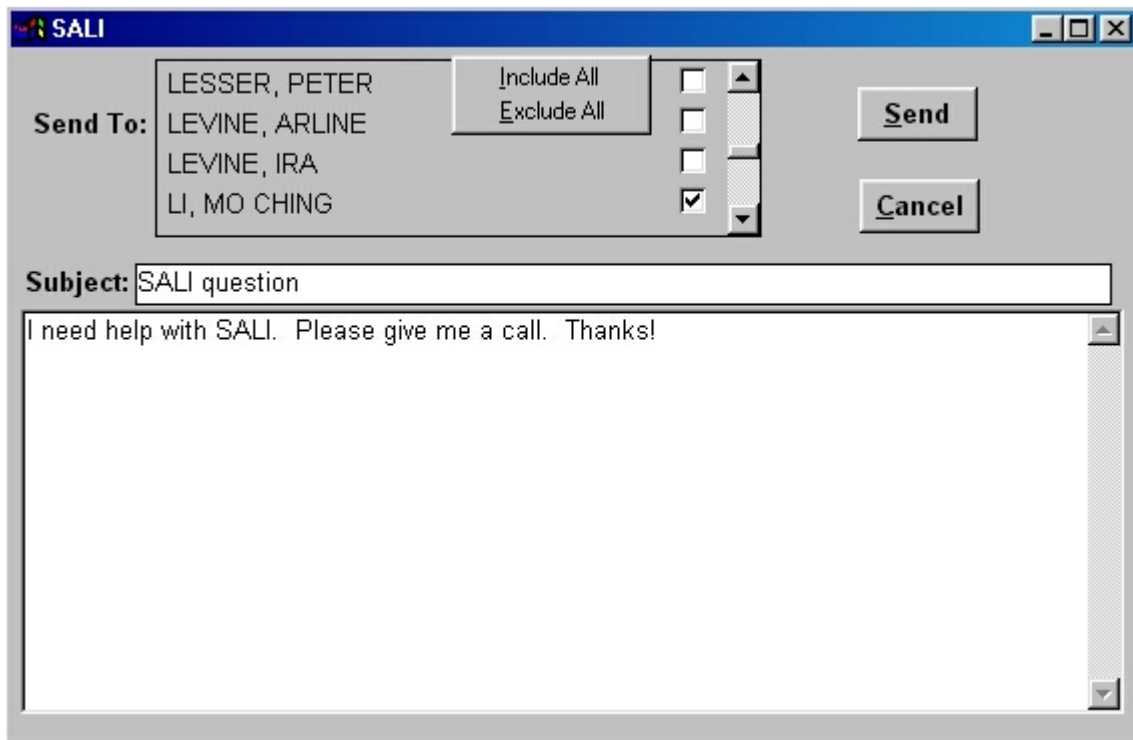 SALI
Send To:
LESSER, PETER
LEVINE, ARLINE
LEVINE, IRA
LI, MO CHING
Include All
Exclude All
Send
Cancel
Subject: SALI question
I need help with SALI.  Please give me a call.  Thanks!